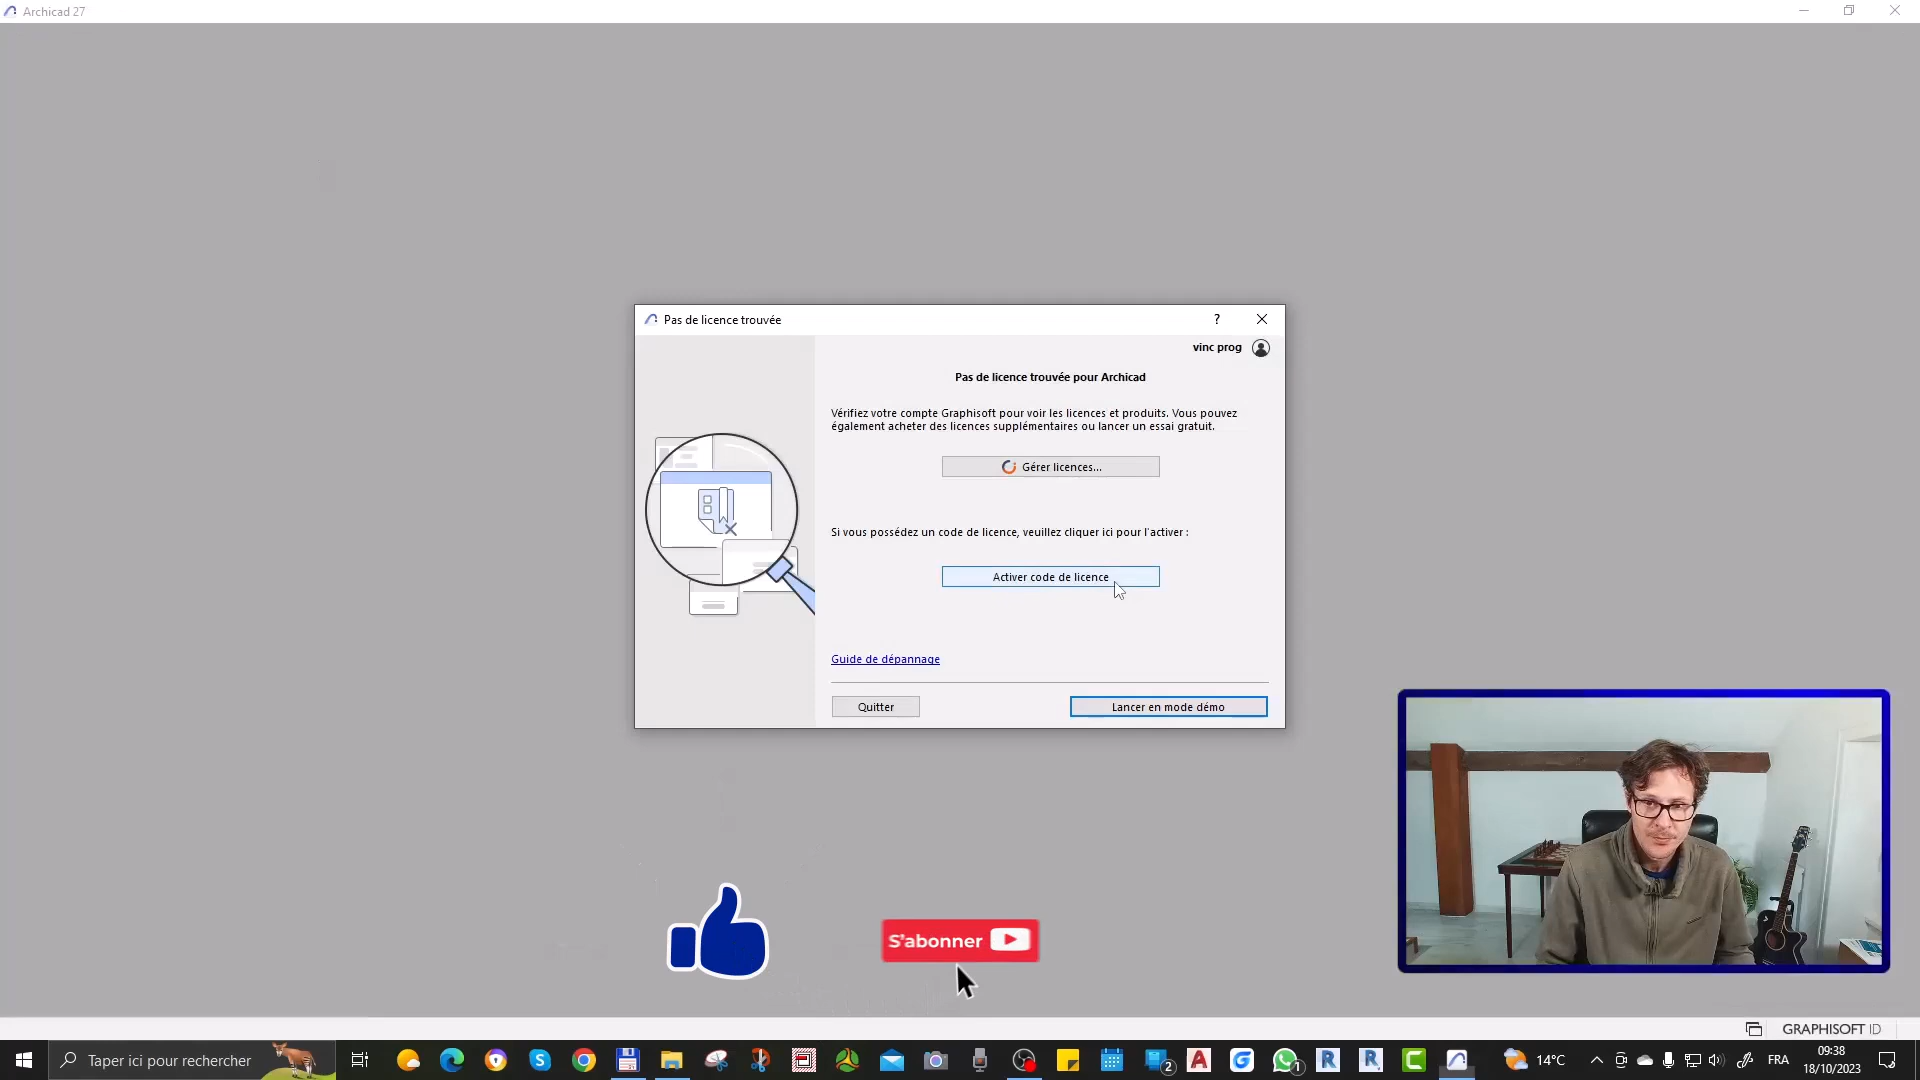 Archicad 27
Pas de licence trouvée
?
vinc prog
Pas de licence trouvée pour Archicad
Vérifiez votre compte Graphisoft pour voir les licences et produits. Vous pouvez
également acheter des licences supplémentaires ou lancer un essai gratuit.
Gérer licences...
Si vous possédez un code de licence, veuillez cliquer ici pour l'activer :
Activer code de licence
Guide de dépannage
Quitter
Lancer en mode démo
S'abonner
GRAPHISOFT ID
Taper ici pour rechercher
2
1
14°C
FRA
09:38
18/10/2023